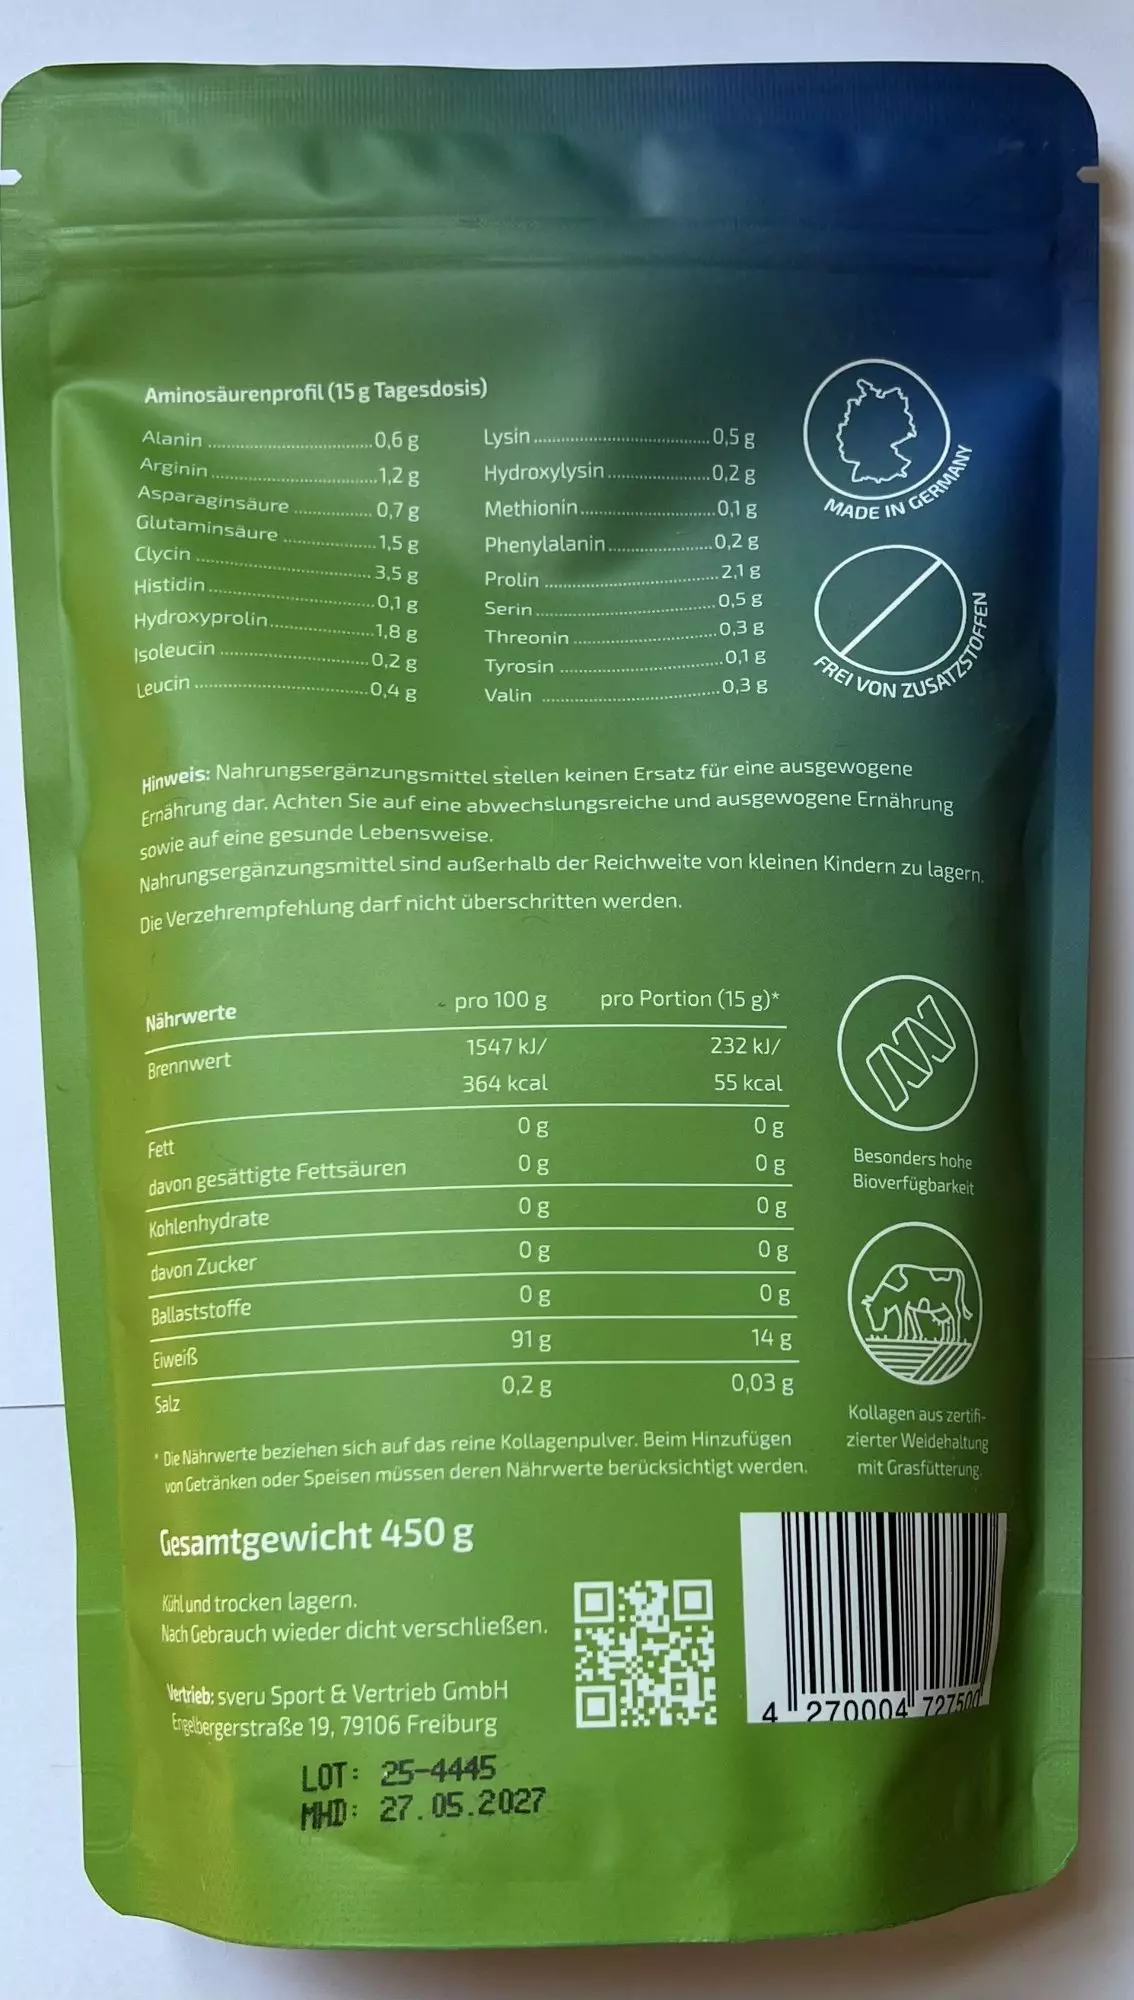 Aminosäurenprofil (15 g Tagesdosis)
Alanin ........ 0,6 g
Arginin ........ 1,2 g
Asparaginsäure ........ 0,7 g
Glutaminsäure ........ 1,5 g
Clycin ........ 3,5 g
Histidin ........ 0,1 g
Hydroxyprolin ........ 1,8 g
Isoleucin ........ 0,2 g
Leucin ........ 0,4 g
Lysin ........ 0,5 g
Hydroxylysin ........ 0,2 g
Methionin ........ 0,1 g
Phenylalanin ........ 0,2 g
Prolin ........ 2,1 g
Serin ........ 0,5 g
Threonin ........ 0,3 g
Tyrosin ........ 0,1 g
Valin ........ 0,3 g
MADE IN GERMANY
FREI VON ZUSATZSTOFFEN
Hinweis: Nahrungsergänzungsmittel stellen keinen Ersatz für eine ausgewogene
Ernährung dar. Achten Sie auf eine abwechslungsreiche und ausgewogene Ernährung
sowie auf eine gesunde Lebensweise.
Nahrungsergänzungsmittel sind außerhalb der Reichweite von kleinen Kindern zu lagern.
Die Verzehrempfehlung darf nicht überschritten werden.
Nährwerte pro 100 g pro Portion (15 g)*
Brennwert 1547 kJ/ 232 kJ/
364 kcal 55 kcal
Fett 0 g 0 g
davon gesättigte Fettsäuren 0 g 0 g
Kohlenhydrate 0 g 0 g
davon Zucker 0 g 0 g
Ballaststoffe 0 g 0 g
Eiweiß 91 g 14 g
Salz 0,2 g 0,03 g
* Die Nährwerte beziehen sich auf das reine Kollagenpulver. Beim Hinzufügen
von Getränken oder Speisen müssen deren Nährwerte berücksichtigt werden.
Besonders hohe
Bioverfügbarkeit
Kollagen aus zertifi-
zierter Weidehaltung
mit Grasfütterung.
Gesamtgewicht 450 g
Kühl und trocken lagern.
Nach Gebrauch wieder dicht verschließen.
Vertrieb: sveru Sport & Vertrieb GmbH
Engelbergerstraße 19, 79106 Freiburg
4 270004 727500
LOT: 25-4445
MHD: 27.05.2027